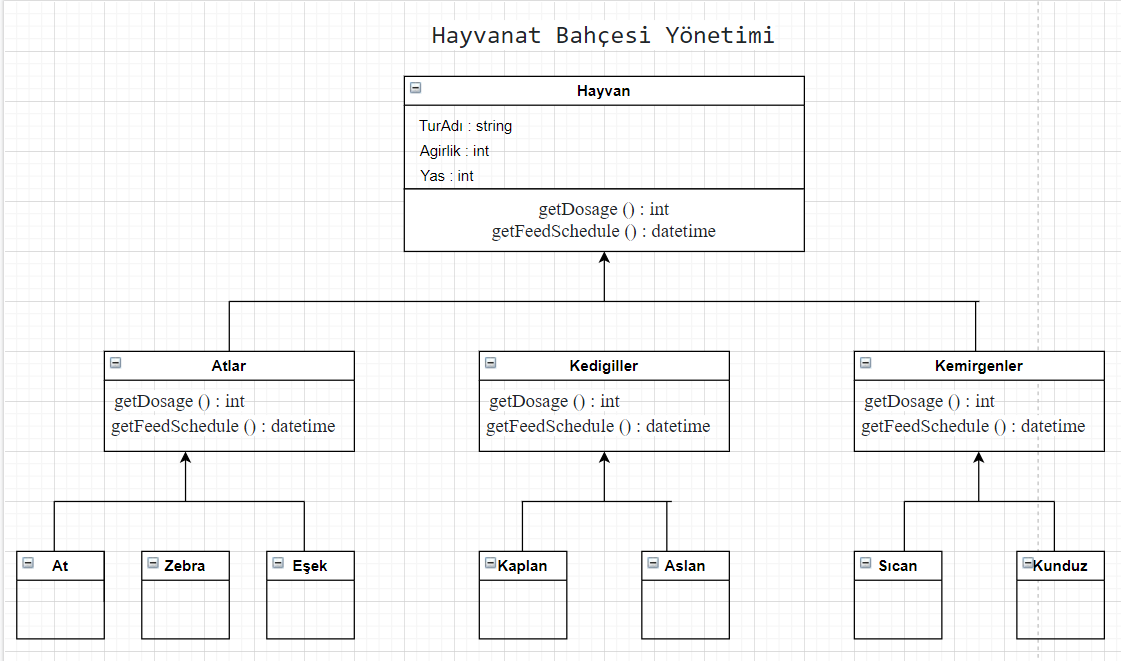 Hayvanat Bahçesi Yönetimi
Hayvan
TurAdı : string
Agirlik : int
Yas : int
getDosage () : int
getFeedSchedule () : datetime
Atlar
getDosage () : int
getFeedSchedule () : datetime
Kedigiller
getDosage () : int
getFeedSchedule () : datetime
Kemirgenler
getDosage () : int
getFeedSchedule () : datetime
At
Zebra
Eşek
Kaplan
Aslan
Sıcan
Kunduz